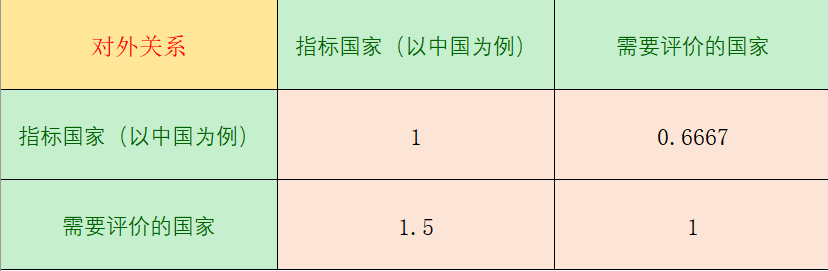 对外关系
指标国家（以中国为例）
需要评价的国家
指标国家（以中国为例）
1
0.6667
需要评价的国家
1.5
1